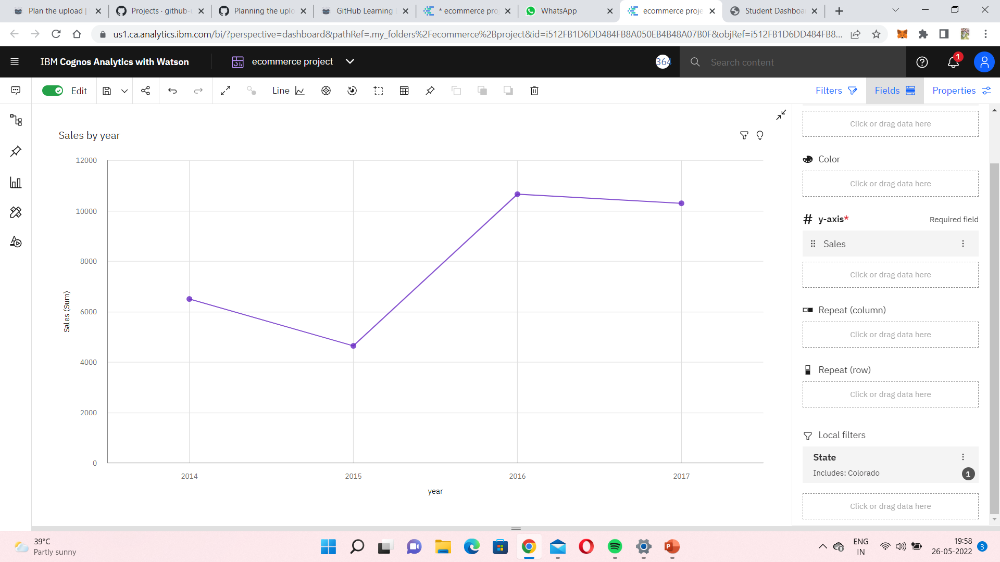 Plan the upload |
Projects · github-u
Planning the uplo
GitHub Learning
* ecommerce proj
WhatsApp
ecommerce proje
Student Dashboa
us1.ca.analytics.ibm.com/bi/?perspective=dashboard&pathRef=.my_folders%2Fecommerce%2Bproject&id=i512FB1D6DD484FB8A050EB4B48A07B0F&objRef=i512FB1D6DD484FB8...
IBM Cognos Analytics with Watson
ecommerce project
364
Search content
1
Edit
Line
Filters
Fields
Properties
Sales by year
12000
10000
8000
6000
4000
2000
0
Sales (Sum)
2014
2015
2016
2017
year
Click or drag data here
Color
Click or drag data here
# y-axis*
Required field
Sales
Click or drag data here
Repeat (column)
Click or drag data here
Repeat (row)
Click or drag data here
Local filters
State
Includes: Colorado
1
Click or drag data here
39°C
Partly sunny
ENG
IN
19:58
26-05-2022
3